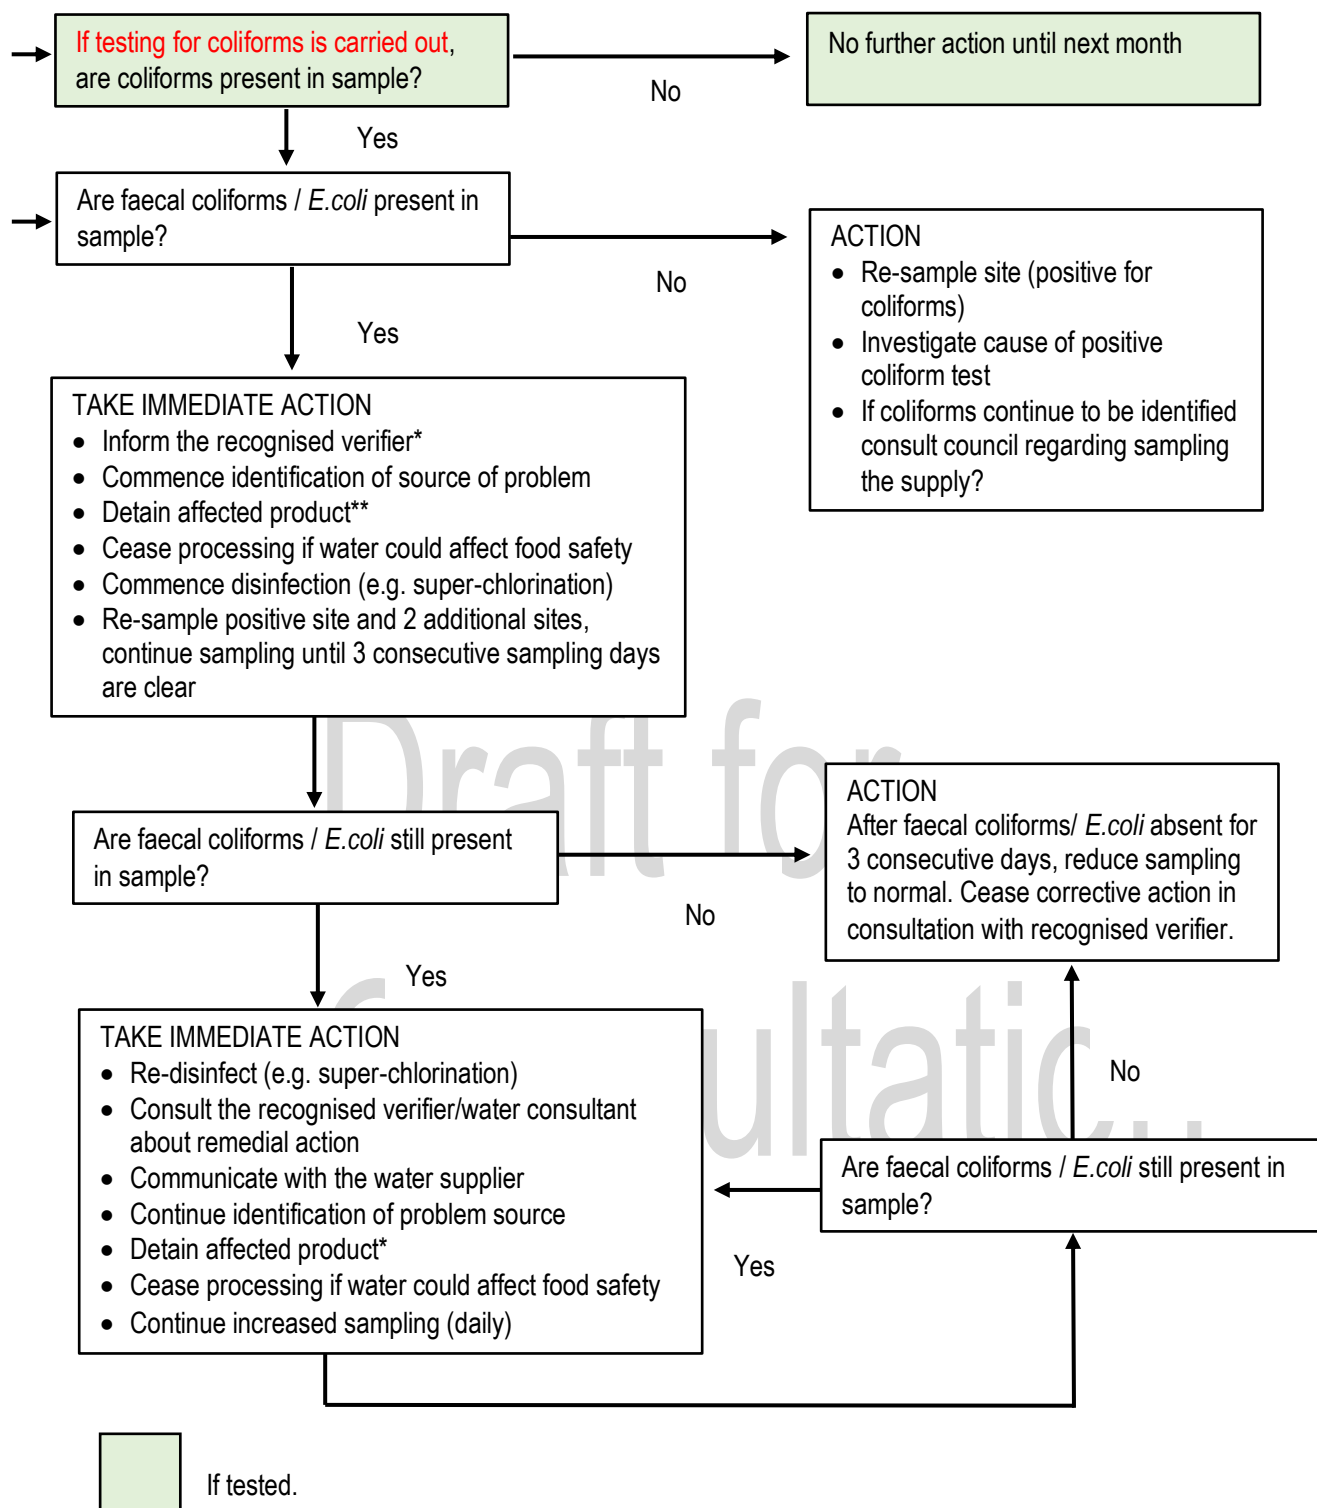 If testing for coliforms is carried out,
are coliforms present in sample?
No further action until next month
No
Yes
Are faecal coliforms / E.coli present in
sample?
No
Yes
ACTION
• Re-sample site (positive for
coliforms)
• Investigate cause of positive
coliform test
• If coliforms continue to be identified
consult council regarding sampling
the supply?
TAKE IMMEDIATE ACTION
• Inform the recognised verifier*
• Commence identification of source of problem
• Detain affected product**
• Cease processing if water could affect food safety
• Commence disinfection (e.g. super-chlorination)
• Re-sample positive site and 2 additional sites,
continue sampling until 3 consecutive sampling days
are clear
Draft for
Are faecal coliforms / E.coli still present
in sample?
No
Yes
ACTION
After faecal coliforms/ E.coli absent for
3 consecutive days, reduce sampling
to normal. Cease corrective action in
consultation with recognised verifier.
TAKE IMMEDIATE ACTION
• Re-disinfect (e.g. super-chlorination)
• Consult the recognised verifier/water consultant
about remedial action
• Communicate with the water supplier
• Continue identification of problem source
• Detain affected product*
• Cease processing if water could affect food safety
• Continue increased sampling (daily)
No
Are faecal coliforms / E.coli still present in
sample?
Yes
If tested.